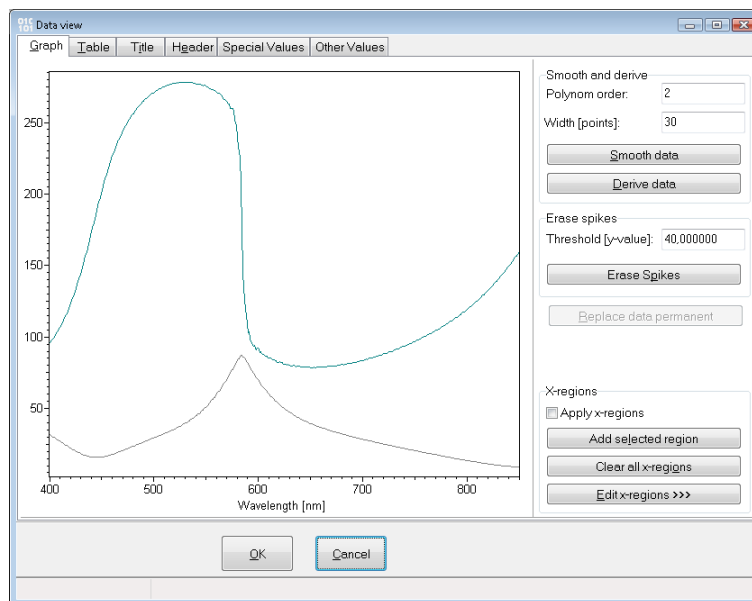 Data view
Graph Table Title Header Special Values Other Values
250
200
150
100
50
400 500 600 700 800
Wavelength [nm]
Smooth and derive
Polynom order: 2
Width [points]: 30
Smooth data
Derive data
Erase spikes
Threshold [y-value]: 40,000000
Erase Spikes
Replace data permanent
X-regions
Apply x-regions
Add selected region
Clear all x-regions
Edit x-regions >>>
OK Cancel